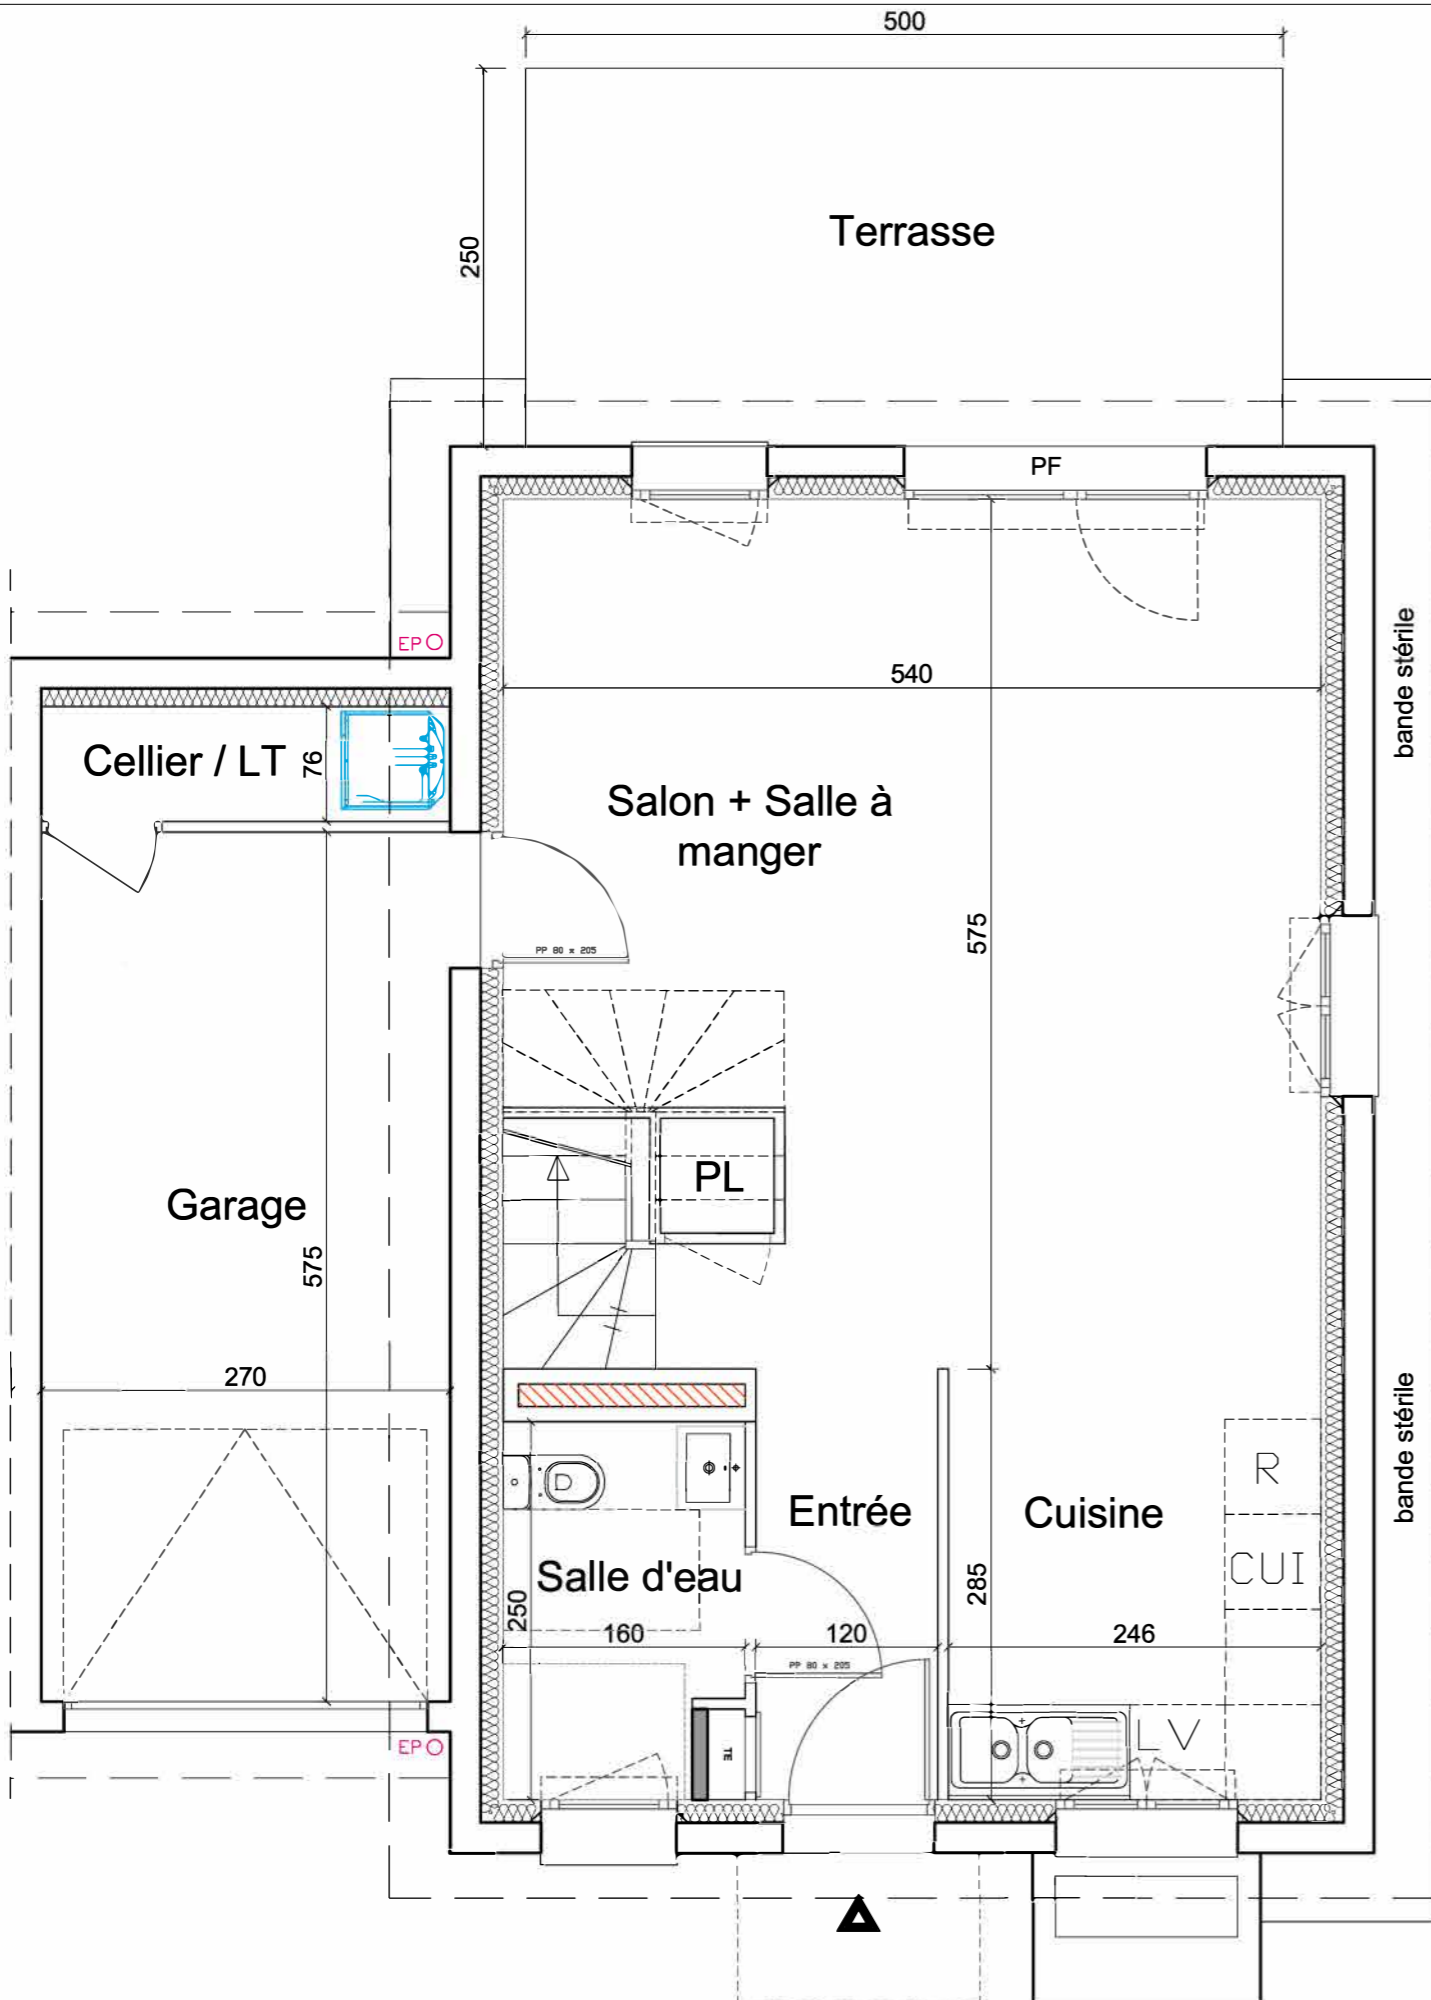 500
250
Terrasse
PF
EP
540
bande stérile
Cellier / LT
76
Salon + Salle à
manger
575
PP 80 x 205
PL
Garage
575
270
R
bande stérile
Entrée
Cuisine
CUI
Salle d'eau
250
285
160
120
246
PP 80 x 205
LV
TE
EP